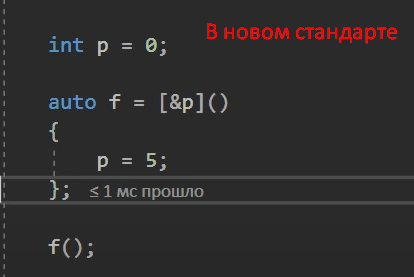 В новом стандарте
int p = 0;
auto f = [&p]()
{
p = 5;
}; ≤ 1 мс прошло
f();